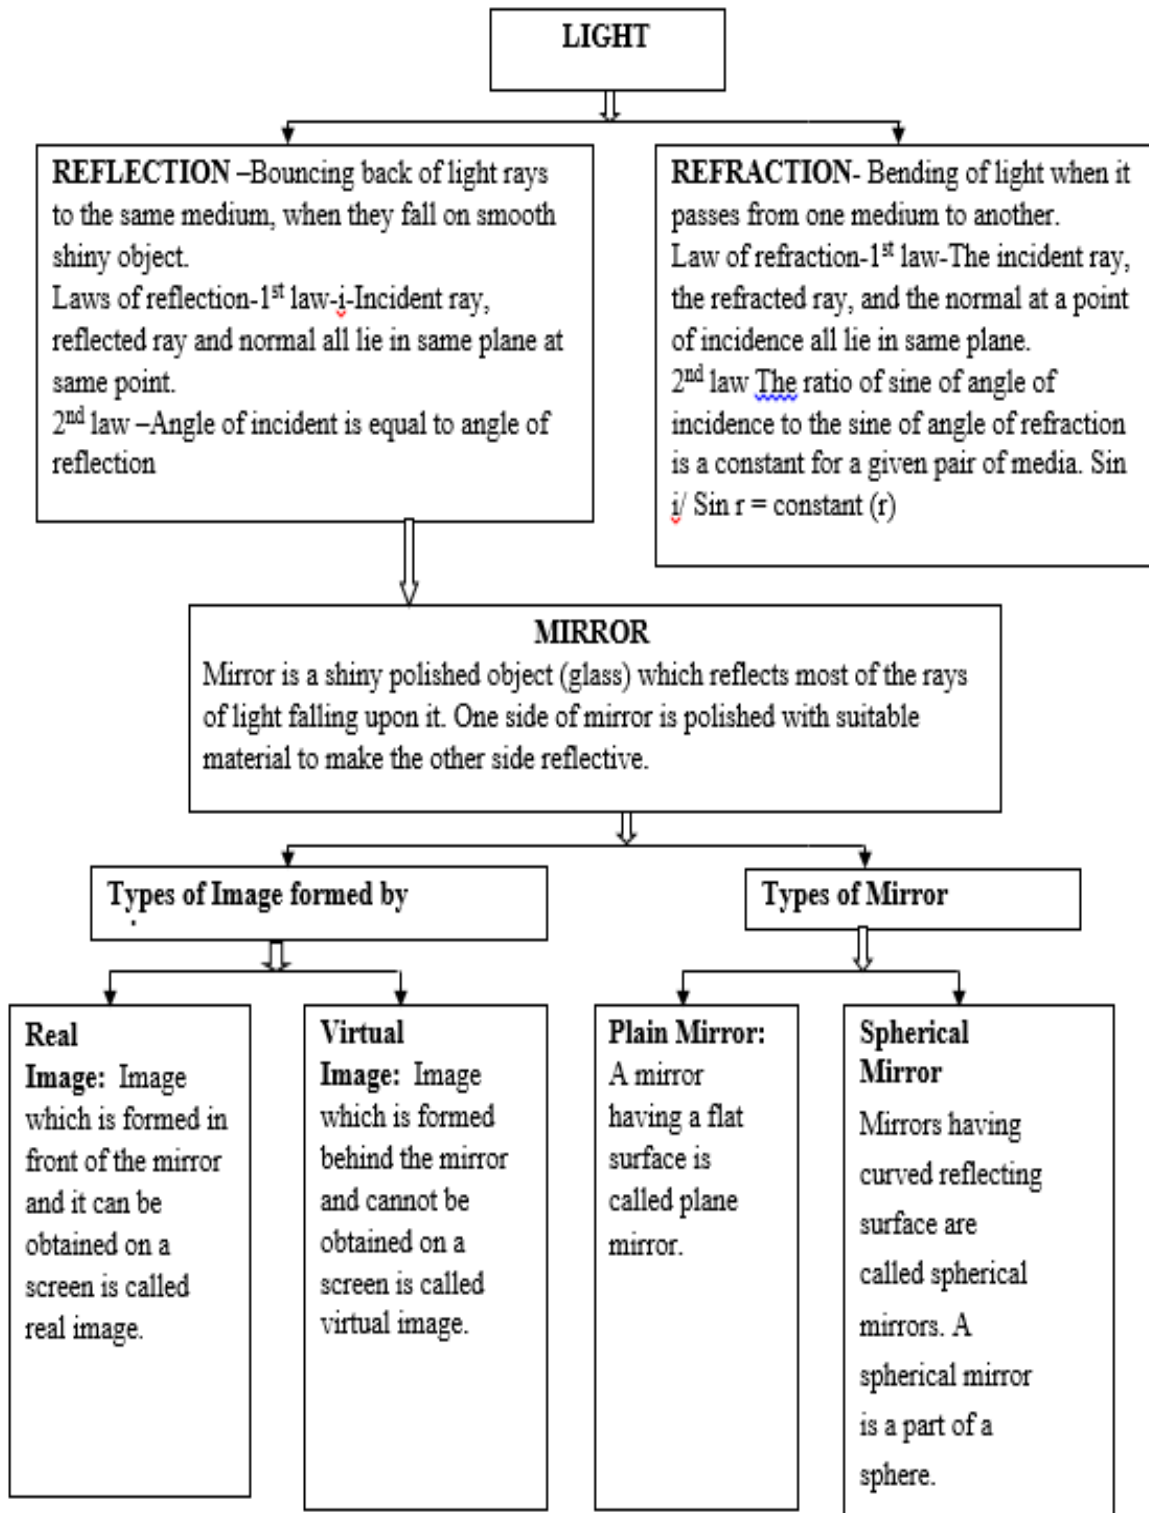 LIGHT
REFLECTION –Bouncing back of light rays
to the same medium, when they fall on smooth
shiny object.
Laws of reflection-1st law-i-Incident ray,
reflected ray and normal all lie in same plane at
same point.
2nd law –Angle of incident is equal to angle of
reflection
REFRACTION- Bending of light when it
passes from one medium to another.
Law of refraction-1st law-The incident ray,
the refracted ray, and the normal at a point
of incidence all lie in same plane.
2nd law The ratio of sine of angle of
incidence to the sine of angle of refraction
is a constant for a given pair of media. Sin
i/ Sin r = constant (r)
MIRROR
Mirror is a shiny polished object (glass) which reflects most of the rays
of light falling upon it. One side of mirror is polished with suitable
material to make the other side reflective.
Types of Image formed by
Types of Mirror
Real
Image: Image
which is formed in
front of the mirror
and it can be
obtained on a
screen is called
real image.
Virtual
Image: Image
which is formed
behind the mirror
and cannot be
obtained on a
screen is called
virtual image.
Plain Mirror:
A mirror
having a flat
surface is
called plane
mirror.
Spherical
Mirror
Mirrors having
curved reflecting
surface are
called spherical
mirrors. A
spherical mirror
is a part of a
sphere.